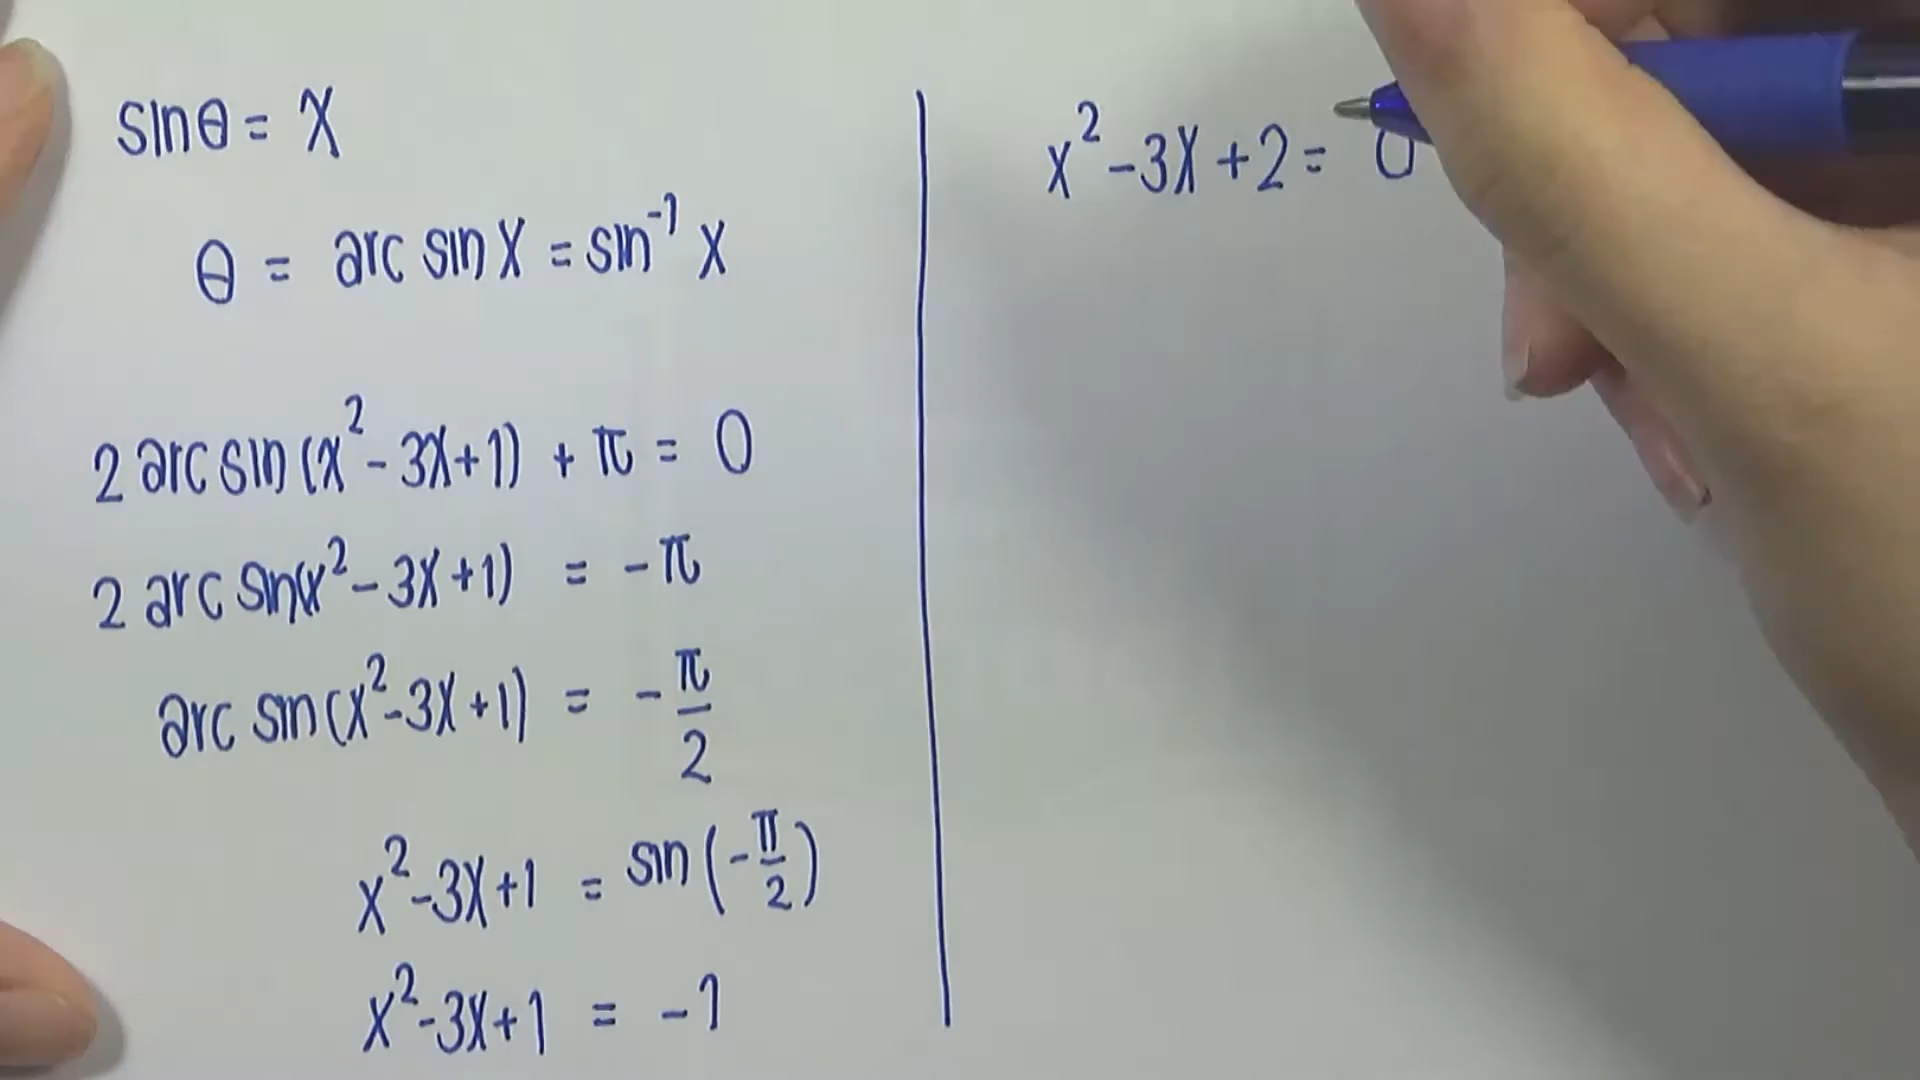 sinθ = x
θ = arc sin x = sin⁻¹ x
2 arc sin (x² - 3x + 1) + π = 0
2 arc sin(x² - 3x + 1) = - π
arc sin (x² - 3x + 1) = - π/2
x² - 3x + 1 = sin (- π/2)
x² - 3x + 1 = - 1
x² - 3x + 2 = 0